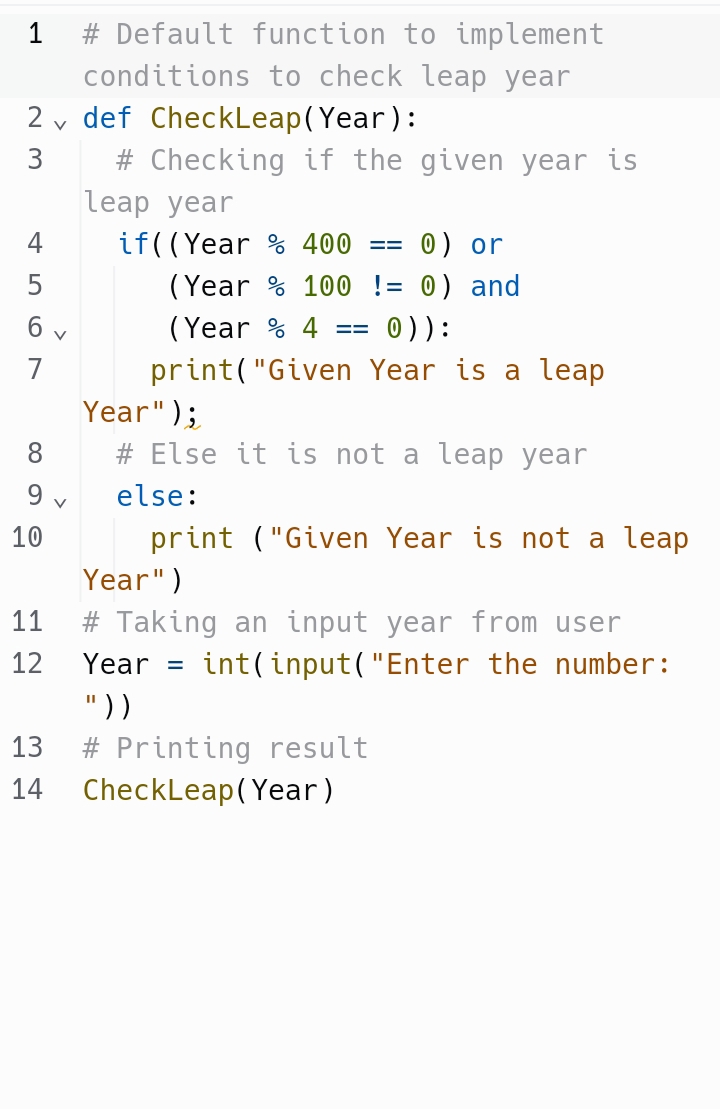 1 # Default function to implement
conditions to check leap year
2 def CheckLeap(Year):
3 # Checking if the given year is
leap year
4 if((Year % 400 == 0) or
5 (Year % 100 != 0) and
6 (Year % 4 == 0)):
7 print("Given Year is a leap
Year");
8 # Else it is not a leap year
9 else:
10 print ("Given Year is not a leap
Year")
11 # Taking an input year from user
12 Year = int(input("Enter the number:
"))
13 # Printing result
14 CheckLeap(Year)